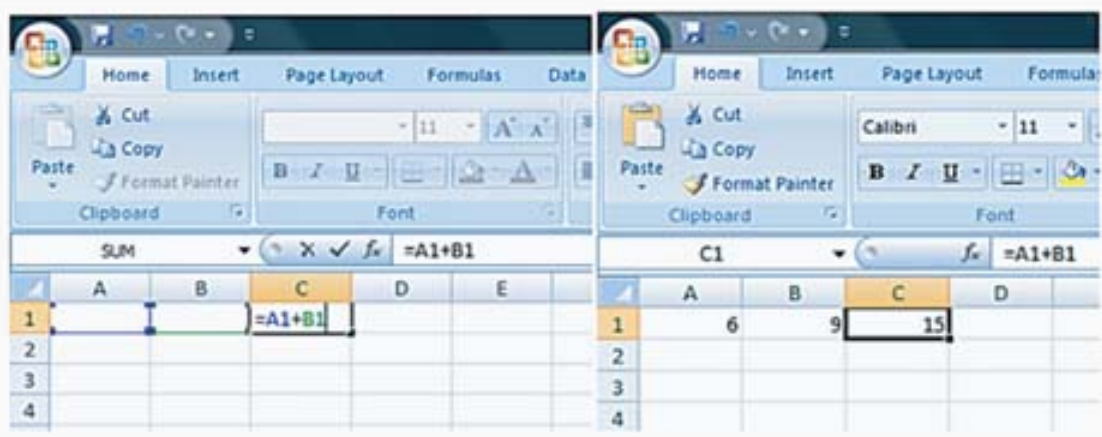 Home Insert Page Layout Formulas Data
Cut
Copy
Paste
Format Painter
11
A A
B I U A
Clipboard Font
SUM fx =A1+B1
A B C D E
1 =A1+B1
2
3
4
Home Insert Page Layout Formulas
Cut
Copy
Paste
Format Painter
Calibri 11
B I U
Clipboard Font
C1 fx =A1+B1
A B C D
1 6 9 15
2
3
4